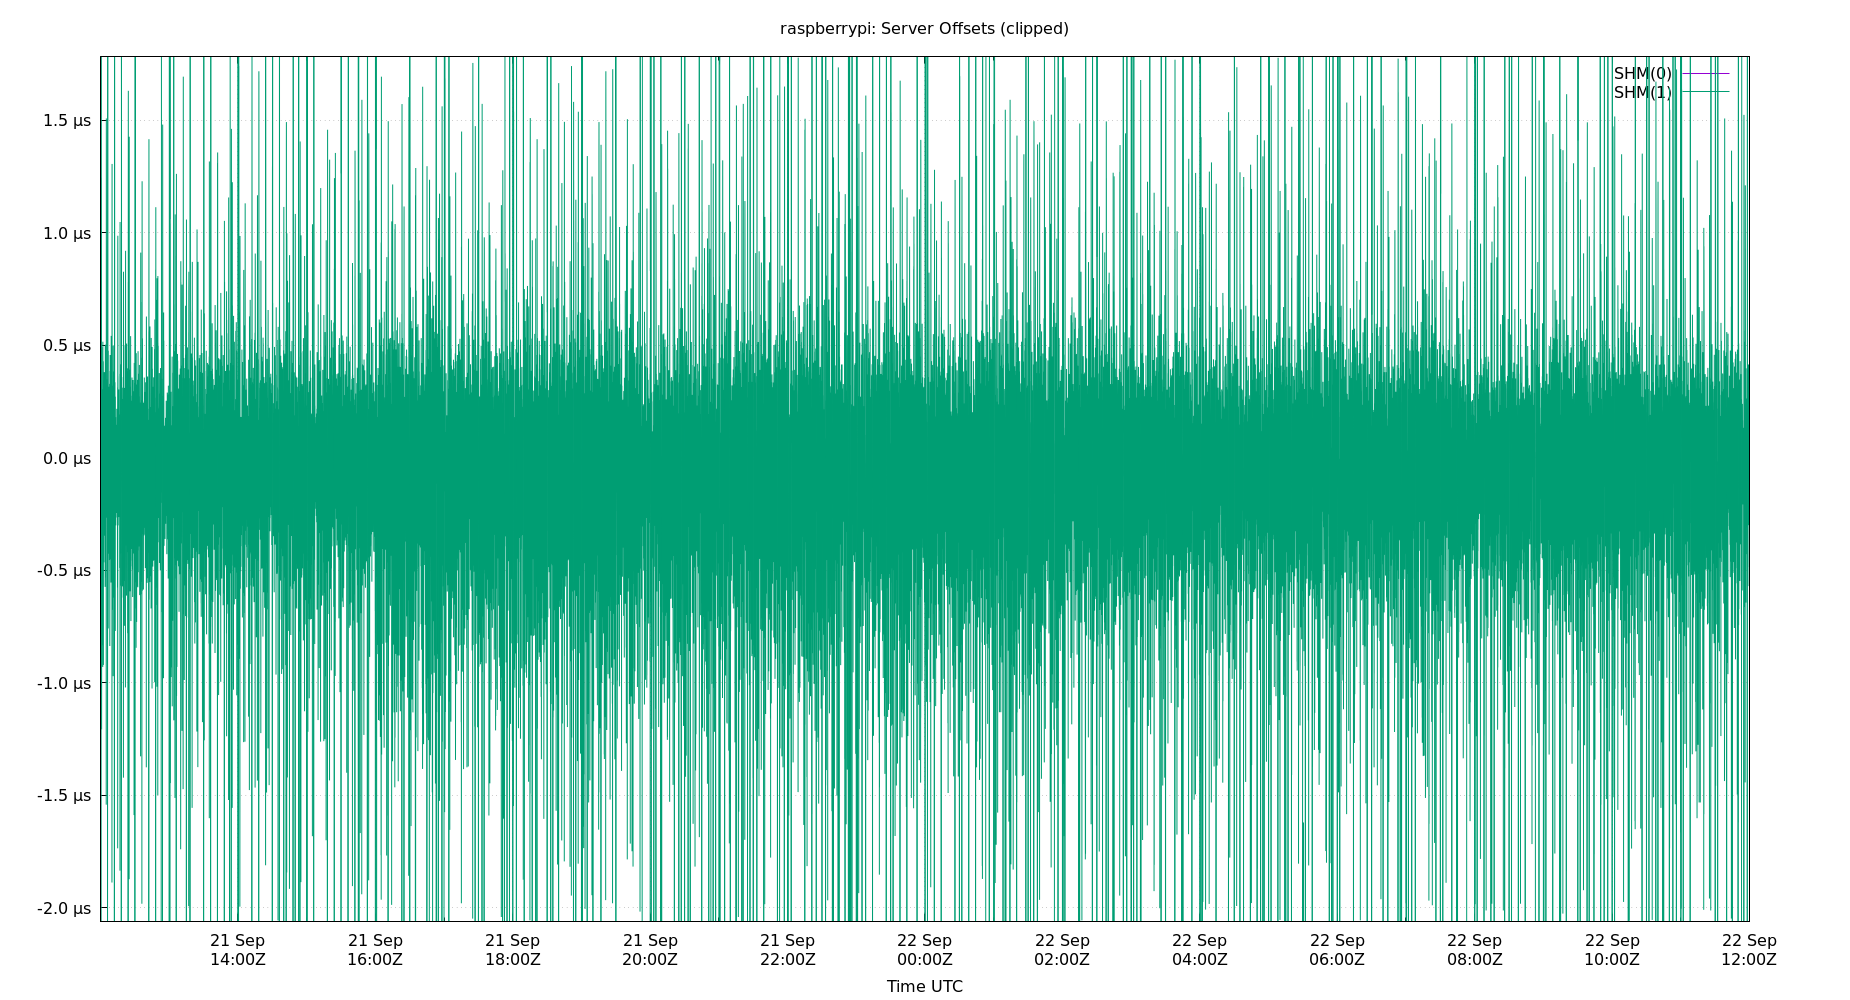 raspberrypi: Server Offsets (clipped)
SHM(0)
SHM(1)
1.5 µs
1.0 µs
0.5 µs
0.0 µs
-0.5 µs
-1.0 µs
-1.5 µs
-2.0 µs
21 Sep 21 Sep 21 Sep 21 Sep 21 Sep 22 Sep 22 Sep 22 Sep 22 Sep 22 Sep 22 Sep 22 Sep
14:00Z 16:00Z 18:00Z 20:00Z 22:00Z 00:00Z 02:00Z 04:00Z 06:00Z 08:00Z 10:00Z 12:00Z
Time UTC